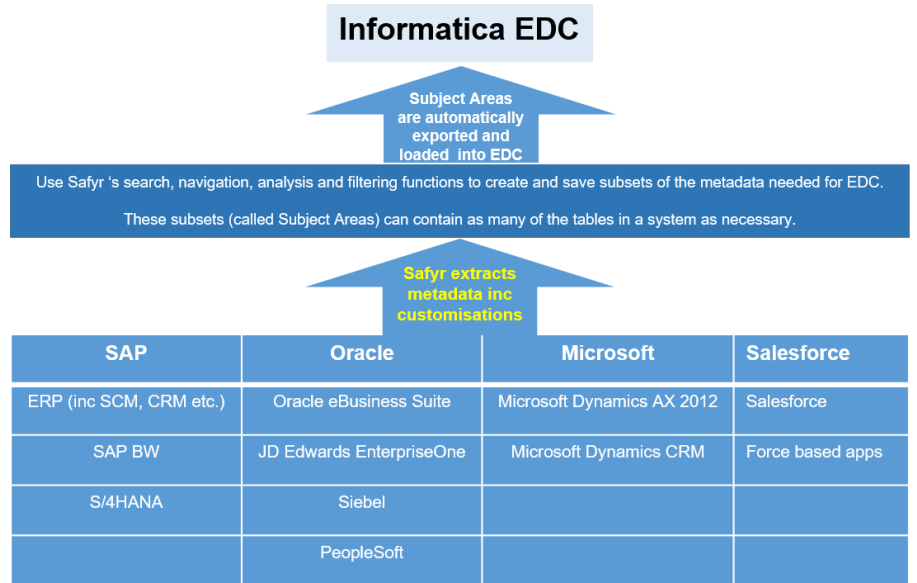 Informatica EDC
Subject Areas
are automatically
exported and
loaded into EDC
Use Safyr ‘s search, navigation, analysis and filtering functions to create and save subsets of the metadata needed for EDC.
These subsets (called Subject Areas) can contain as many of the tables in a system as necessary.
Safyr extracts
metadata inc
customisations
SAP Oracle Microsoft Salesforce
ERP (inc SCM, CRM etc.) Oracle eBusiness Suite Microsoft Dynamics AX 2012 Salesforce
SAP BW JD Edwards EnterpriseOne Microsoft Dynamics CRM Force based apps
S/4HANA Siebel
PeopleSoft